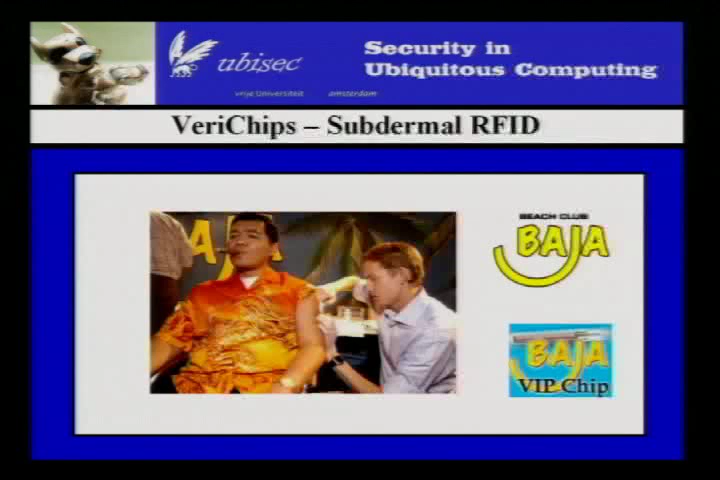 ubisec
Security in
Ubiquitous Computing
vrije Universiteit amsterdam
VeriChips – Subdermal RFID
BEACH CLUB
BAJA
BAJA
VIP Chip